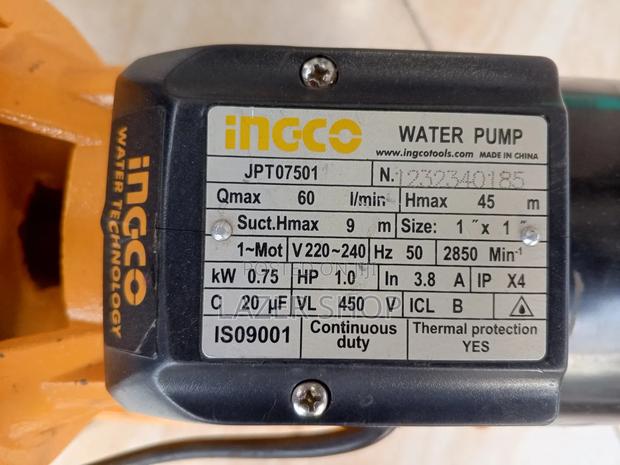 INGCO
WATER TECHNOLOGY
INGCO WATER PUMP
www.ingcotools.com MADE IN CHINA
JPT07501 N. 1232340185
Qmax 60 l/min Hmax 45 m
Suct.Hmax 9 m Size: 1 ″x 1 ″
1~Mot V 220~240 Hz 50 2850 Min⁻¹
kW 0.75 HP 1.0 In 3.8 A IP X4
C 20 µF VL 450 V ICL B
IS09001 Continuous duty Thermal protection YES
POSTED ON JIJI
LAZER SHOP